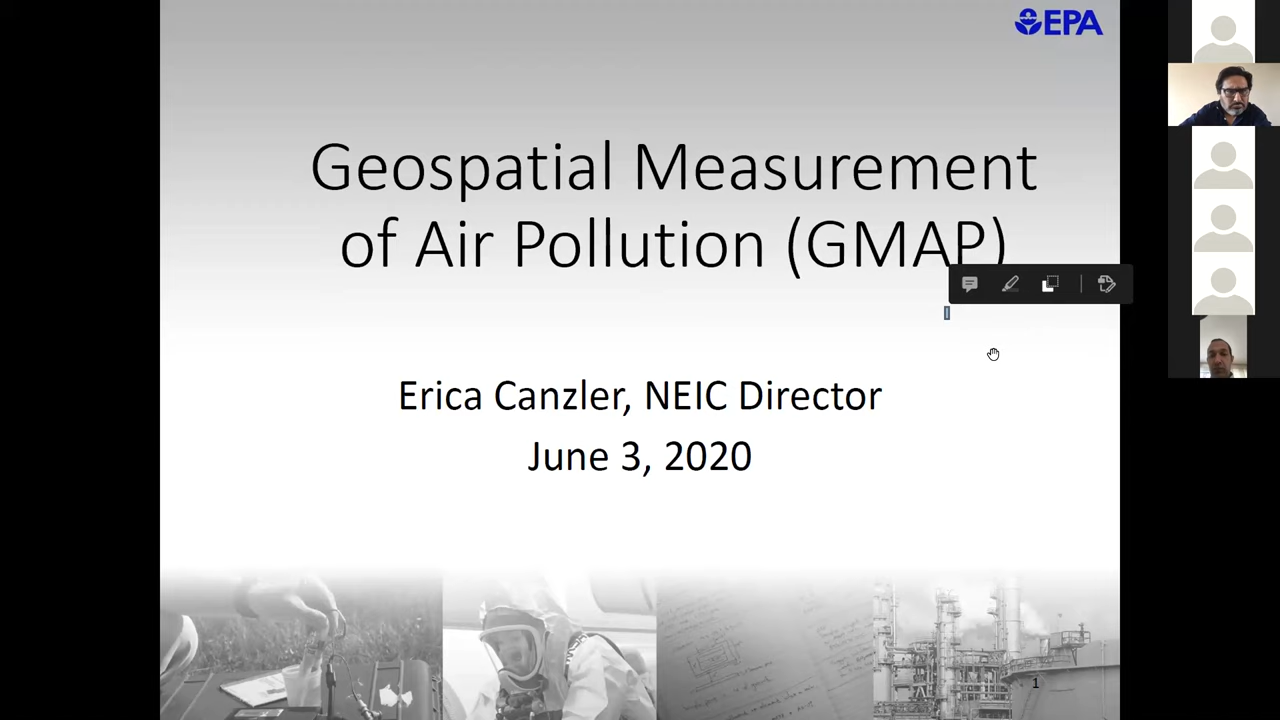 EPA
Geospatial Measurement
of Air Pollution (GMAP)
Erica Canzler, NEIC Director
June 3, 2020
1